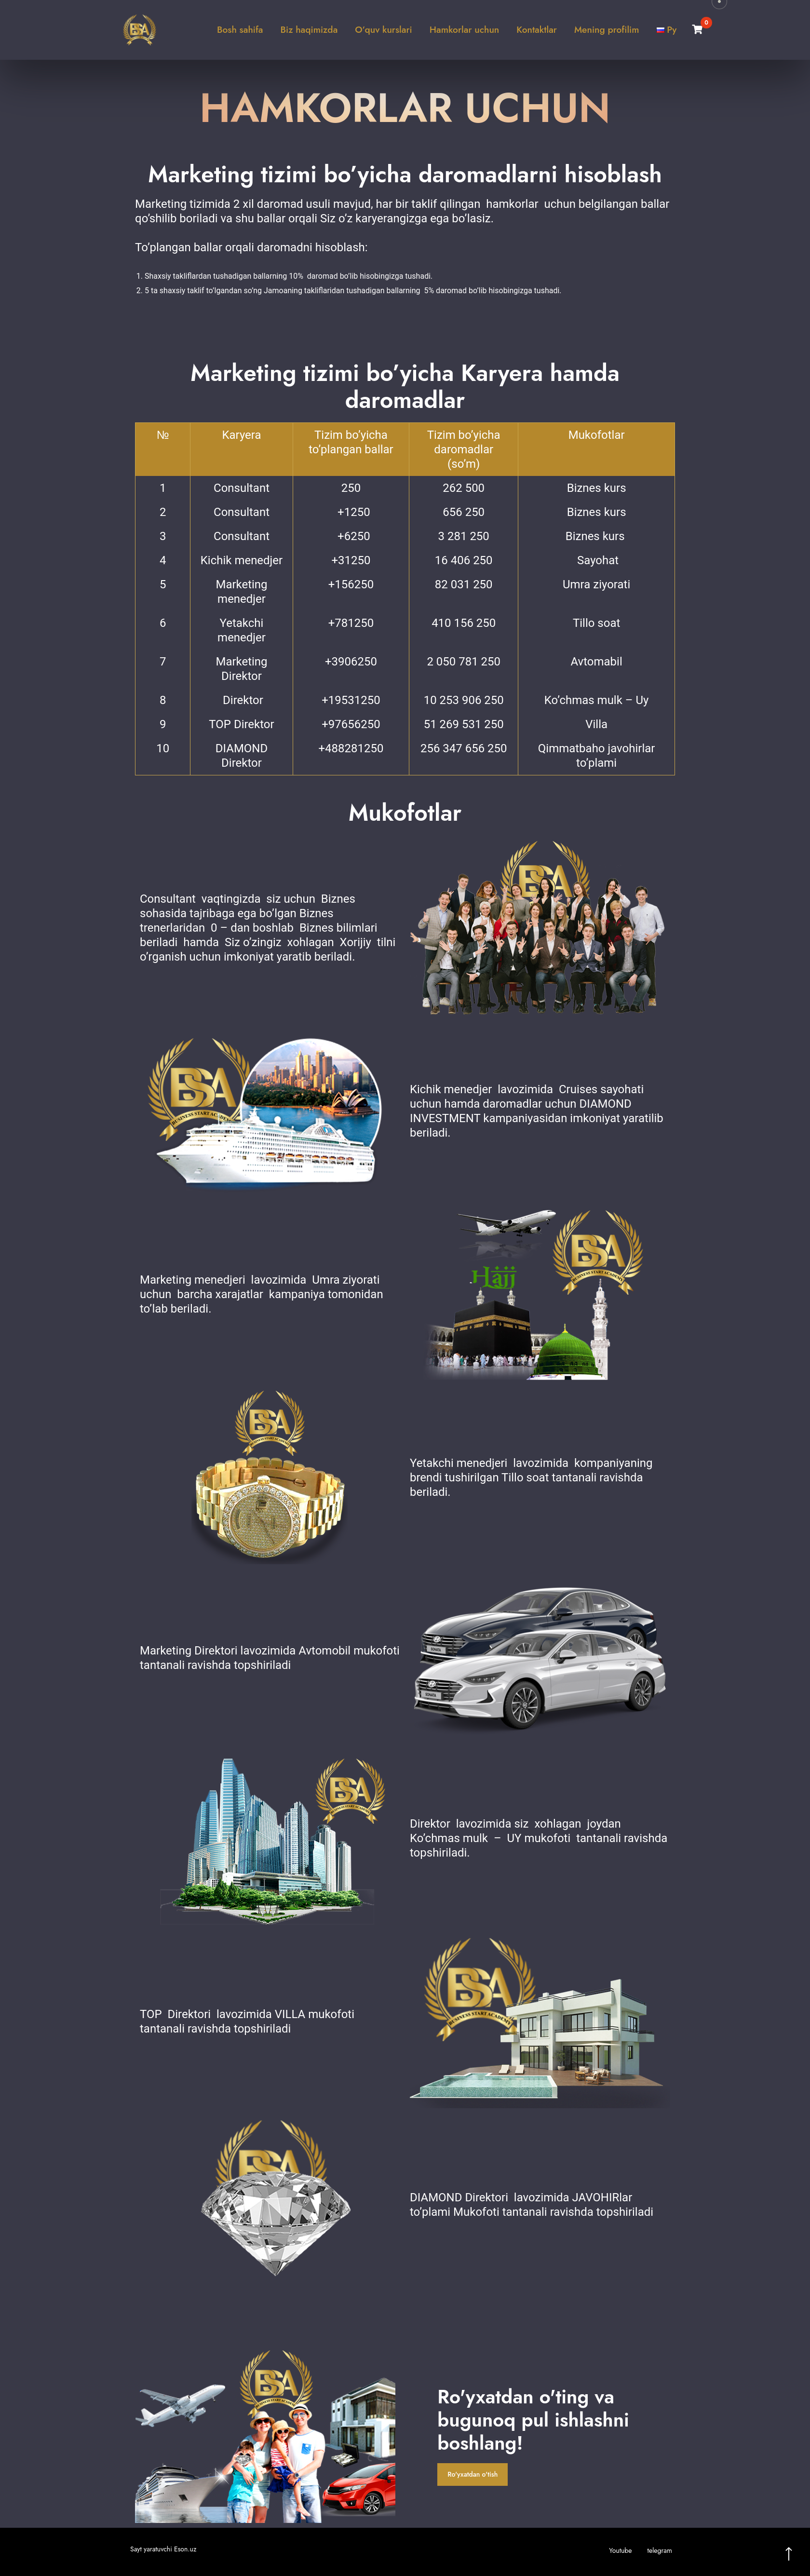 BSA
Bosh sahifa Biz haqimizda O’quv kurslari Hamkorlar uchun Kontaktlar Mening profilim Ру 0
HAMKORLAR UCHUN
Marketing tizimi bo’yicha daromadlarni hisoblash
Marketing tizimida 2 xil daromad usuli mavjud, har bir taklif qilingan hamkorlar uchun belgilangan ballar
qo’shilib boriladi va shu ballar orqali Siz o’z karyerangizga ega bo’lasiz.
To’plangan ballar orqali daromadni hisoblash:
1. Shaxsiy takliflardan tushadigan ballarning 10% daromad bo’lib hisobingizga tushadi.
2. 5 ta shaxsiy taklif to’lgandan so’ng Jamoaning takliflaridan tushadigan ballarning 5% daromad bo’lib hisobingizga tushadi.
Marketing tizimi bo’yicha Karyera hamda
daromadlar
№ Karyera Tizim bo’yicha to’plangan ballar Tizim bo’yicha daromadlar (so’m) Mukofotlar
1 Consultant 250 262 500 Biznes kurs
2 Consultant +1250 656 250 Biznes kurs
3 Consultant +6250 3 281 250 Biznes kurs
4 Kichik menedjer +31250 16 406 250 Sayohat
5 Marketing menedjer +156250 82 031 250 Umra ziyorati
6 Yetakchi menedjer +781250 410 156 250 Tillo soat
7 Marketing Direktor +3906250 2 050 781 250 Avtomabil
8 Direktor +19531250 10 253 906 250 Ko’chmas mulk – Uy
9 TOP Direktor +97656250 51 269 531 250 Villa
10 DIAMOND Direktor +488281250 256 347 656 250 Qimmatbaho javohirlar to’plami
Mukofotlar
BSA
Consultant vaqtingizda siz uchun Biznes
sohasida tajribaga ega bo’lgan Biznes
trenerlaridan 0 – dan boshlab Biznes bilimlari
beriladi hamda Siz o’zingiz xohlagan Xorijiy tilni
o’rganish uchun imkoniyat yaratib beriladi.
BSA
BUSINESS START ACADEMY
Kichik menedjer lavozimida Cruises sayohati
uchun hamda daromadlar uchun DIAMOND
INVESTMENT kampaniyasidan imkoniyat yaratilib
beriladi.
BSA
Hajj
Marketing menedjeri lavozimida Umra ziyorati
uchun barcha xarajatlar kampaniya tomonidan
to’lab beriladi.
BSA
Yetakchi menedjeri lavozimida kompaniyaning
brendi tushirilgan Tillo soat tantanali ravishda
beriladi.
Marketing Direktori lavozimida Avtomobil mukofoti
tantanali ravishda topshiriladi
BSA
Direktor lavozimida siz xohlagan joydan
Ko’chmas mulk – UY mukofoti tantanali ravishda
topshiriladi.
BSA
BUSINESS START ACADEMY
TOP Direktori lavozimida VILLA mukofoti
tantanali ravishda topshiriladi
DIAMOND Direktori lavozimida JAVOHIRlar
to’plami Mukofoti tantanali ravishda topshiriladi
BSA
Ro'yxatdan o'ting va
bugunoq pul ishlashni
boshlang!
Ro'yxatdan o'tish
Sayt yaratuvchi Eson.uz Youtube telegram